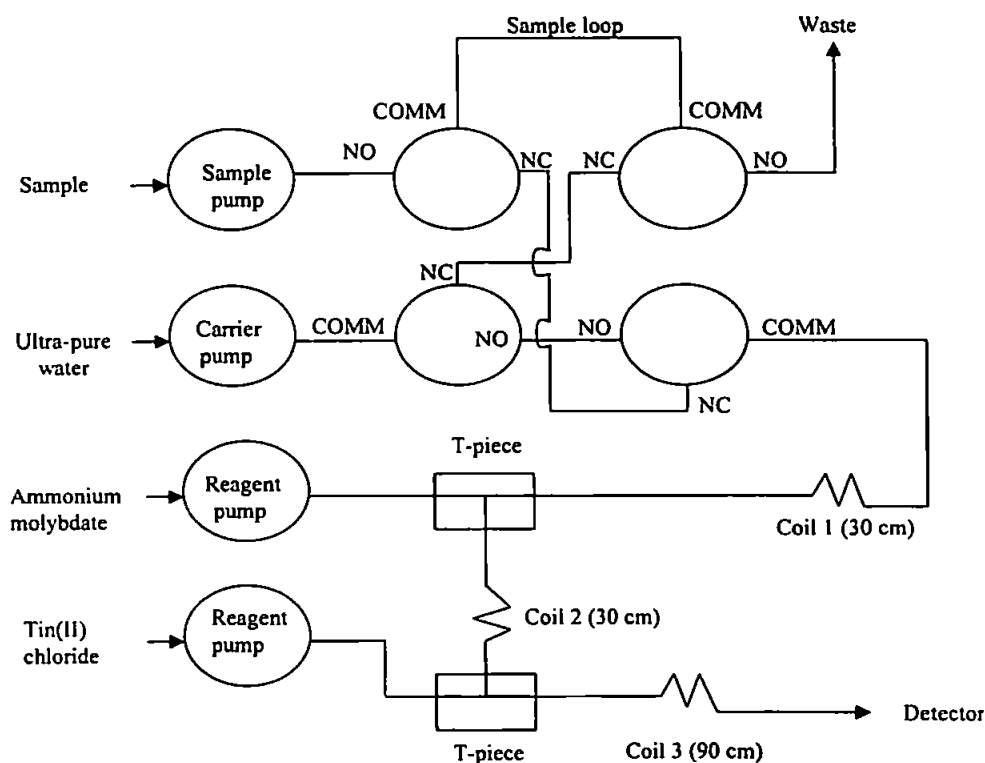 Sample loop
Waste
COMM
COMM
NO
NC
NC
NO
Sample
Sample
pump
NC
Ultra-pure
water
Carrier
pump
COMM
NO
NO
COMM
NC
T-piece
Ammonium
molybdate
Reagent
pump
Coil 1 (30 cm)
Tin(II)
chloride
Reagent
pump
Coil 2 (30 cm)
T-piece
Coil 3 (90 cm)
Detector